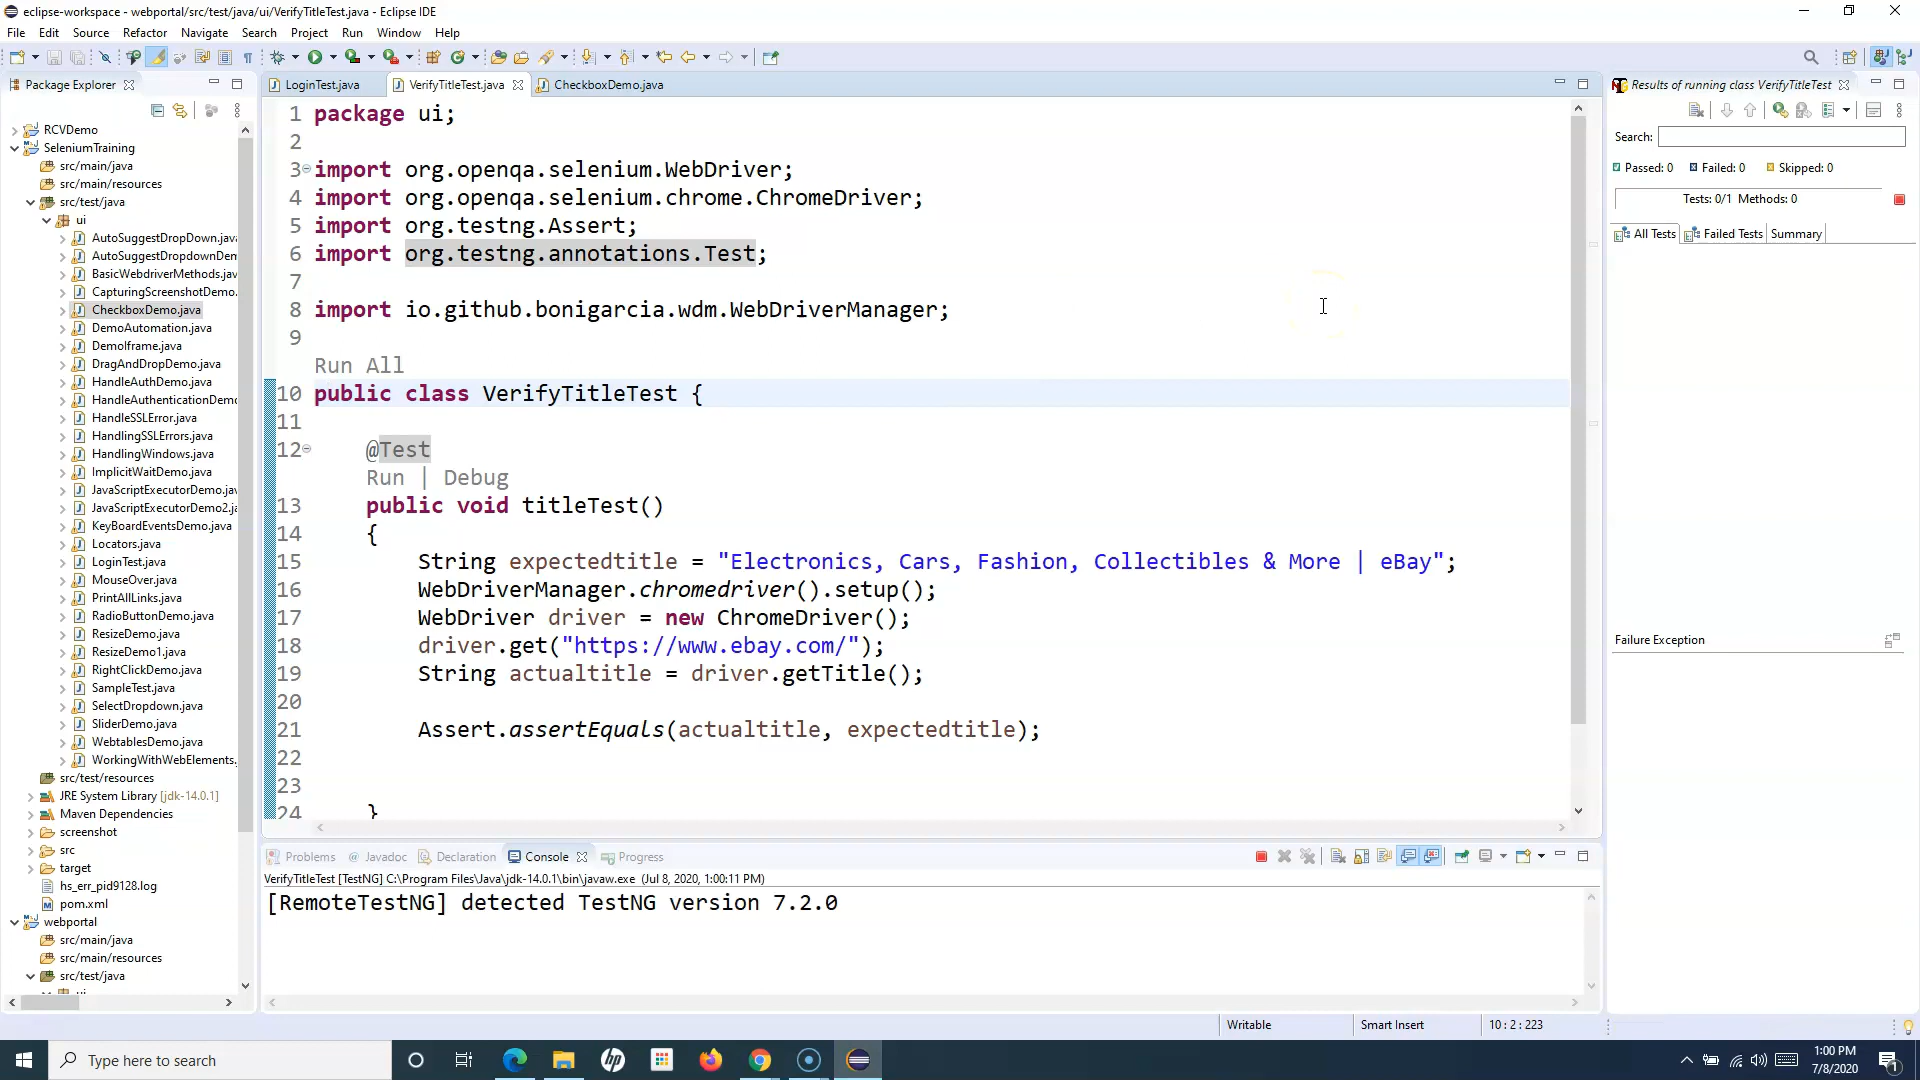 eclipse-workspace - webportal/src/test/java/ui/VerifyTitleTest.java - Eclipse IDE
File Edit Source Refactor Navigate Search Project Run Window Help
Package Explorer
LoginTest.java
VerifyTitleTest.java
CheckboxDemo.java
Results of running class VerifyTitleTest
RCVDemo
SeleniumTraining
src/main/java
src/main/resources
src/test/java
ui
AutoSuggestDropDown.java
AutoSuggestDropdownDem
BasicWebdriverMethods.jav
CapturingScreenshotDemo.
CheckboxDemo.java
DemoAutomation.java
DemoIframe.java
DragAndDropDemo.java
HandleAuthDemo.java
HandleAuthenticationDemo
HandleSSLError.java
HandlingSSLErrors.java
HandlingWindows.java
ImplicitWaitDemo.java
JavaScriptExecutorDemo.jav
JavaScriptExecutorDemo2.ja
KeyBoardEventsDemo.java
Locators.java
LoginTest.java
MouseOver.java
PrintAllLinks.java
RadioButtonDemo.java
ResizeDemo.java
ResizeDemo1.java
RightClickDemo.java
SampleTest.java
SelectDropdown.java
SliderDemo.java
WebtablesDemo.java
WorkingWithWebElements.
src/test/resources
JRE System Library [jdk-14.0.1]
Maven Dependencies
screenshot
src
target
hs_err_pid9128.log
pom.xml
webportal
src/main/java
src/main/resources
src/test/java
ui
1 package ui;
2
3 import org.openqa.selenium.WebDriver;
4 import org.openqa.selenium.chrome.ChromeDriver;
5 import org.testng.Assert;
6 import org.testng.annotations.Test;
7
8 import io.github.bonigarcia.wdm.WebDriverManager;
9
Run All
10 public class VerifyTitleTest {
11
12 @Test
Run | Debug
13 public void titleTest()
14 {
15 String expectedtitle = "Electronics, Cars, Fashion, Collectibles & More | eBay";
16 WebDriverManager.chromedriver().setup();
17 WebDriver driver = new ChromeDriver();
18 driver.get("https://www.ebay.com/");
19 String actualtitle = driver.getTitle();
20
21 Assert.assertEquals(actualtitle, expectedtitle);
22
23
24 }
Search:
Passed: 0 Failed: 0 Skipped: 0
Tests: 0/1 Methods: 0
All Tests Failed Tests Summary
Failure Exception
Problems Javadoc Declaration Console Progress
VerifyTitleTest [TestNG] C:\Program Files\Java\jdk-14.0.1\bin\javaw.exe (Jul 8, 2020, 1:00:11 PM)
[RemoteTestNG] detected TestNG version 7.2.0
Writable Smart Insert 10 : 2 : 223
Type here to search
hp
1:00 PM
7/8/2020
1